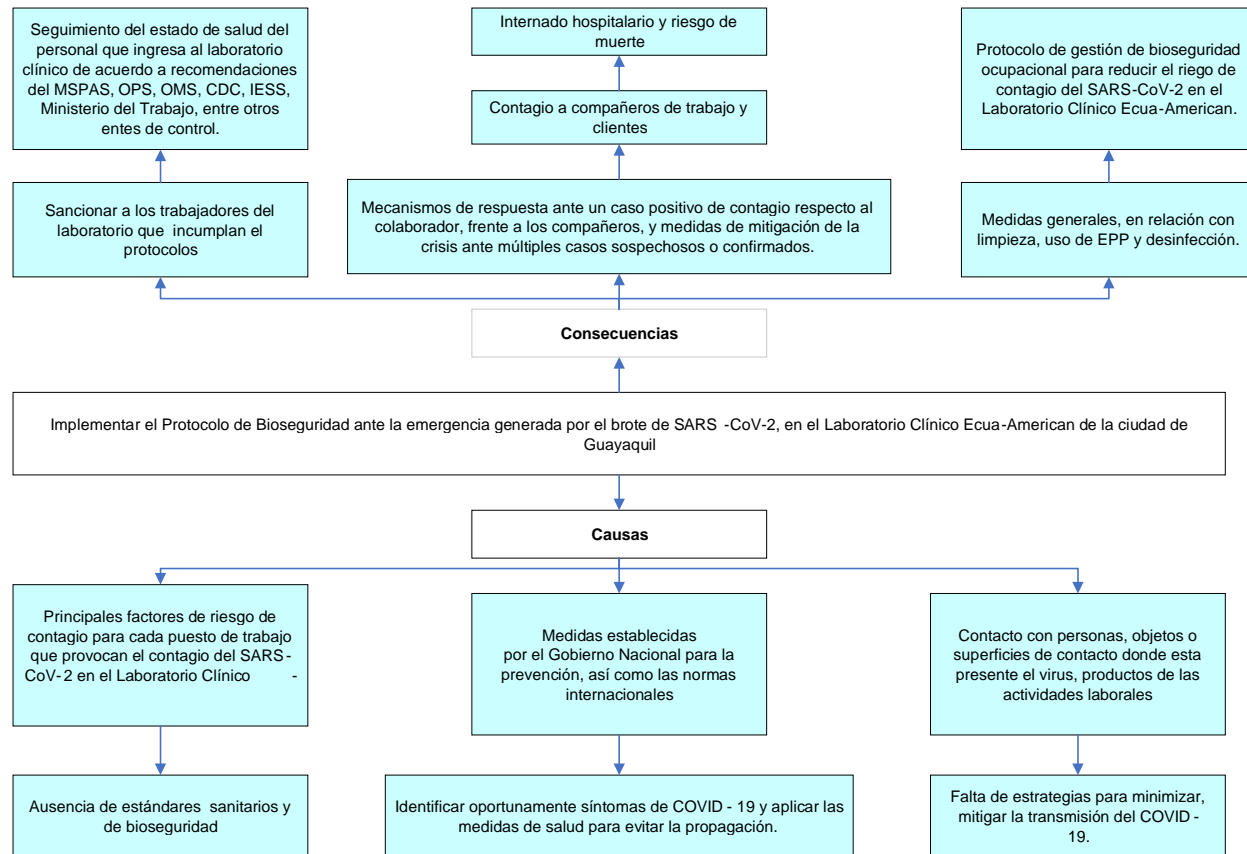 Seguimiento del estado de salud del
personal que ingresa al laboratorio
clínico de acuerdo a recomendaciones
del MSPAS, OPS, OMS, CDC, IESS,
Ministerio del Trabajo, entre otros
entes de control.
Internado hospitalario y riesgo de
muerte
Protocolo de gestión de bioseguridad
ocupacional para reducir el riego de
contagio del SARS-CoV-2 en el
Laboratorio Clínico Ecua-American.
Contagio a compañeros de trabajo y
clientes
Sancionar a los trabajadores del
laboratorio que incumplan el
protocolos
Mecanismos de respuesta ante un caso positivo de contagio respecto al
colaborador, frente a los compañeros, y medidas de mitigación de la
crisis ante múltiples casos sospechosos o confirmados.
Medidas generales, en relación con
limpieza, uso de EPP y desinfección.
Consecuencias
Implementar el Protocolo de Bioseguridad ante la emergencia generada por el brote de SARS -CoV-2, en el Laboratorio Clínico Ecua-American de la ciudad de
Guayaquil
Causas
Principales factores de riesgo de
contagio para cada puesto de trabajo
que provocan el contagio del SARS-
CoV-2 en el Laboratorio Clínico -
Medidas establecidas
por el Gobierno Nacional para la
prevención, así como las normas
internacionales
Contacto con personas, objetos o
superficies de contacto donde esta
presente el virus, productos de las
actividades laborales
Ausencia de estándares sanitarios y
de bioseguridad
Identificar oportunamente síntomas de COVID - 19 y aplicar las
medidas de salud para evitar la propagación.
Falta de estrategias para minimizar,
mitigar la transmisión del COVID -
19.